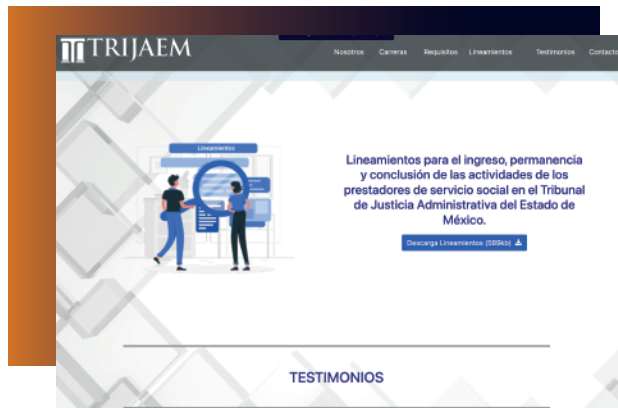 TRIJAEM
Nosotros Carreras Requisitos Lineamientos Testimonios Contacto
Lineamientos
Lineamientos para el ingreso, permanencia
y conclusión de las actividades de los
prestadores de servicio social en el Tribunal
de Justicia Administrativa del Estado de
México.
Descarga Lineamientos (589kb)
TESTIMONIOS